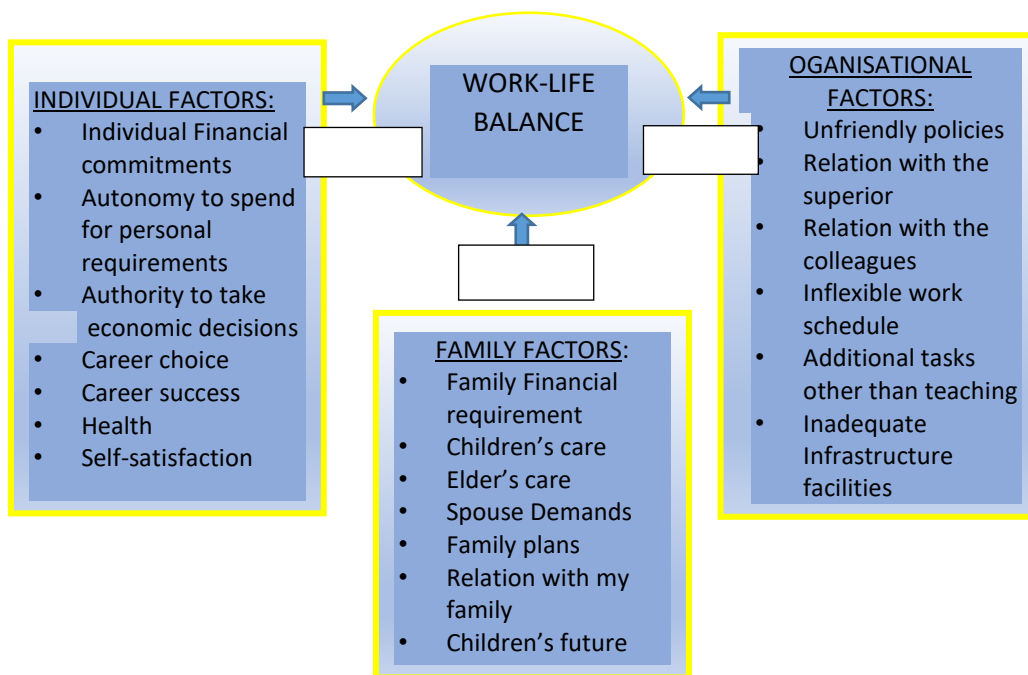 WORK-LIFE
BALANCE
INDIVIDUAL FACTORS:
• Individual Financial
commitments
• Autonomy to spend
for personal
requirements
• Authority to take
economic decisions
• Career choice
• Career success
• Health
• Self-satisfaction
OGANISATIONAL
FACTORS:
• Unfriendly policies
• Relation with the
superior
• Relation with the
colleagues
• Inflexible work
schedule
• Additional tasks
other than teaching
• Inadequate
Infrastructure
facilities
FAMILY FACTORS:
• Family Financial
requirement
• Children’s care
• Elder’s care
• Spouse Demands
• Family plans
• Relation with my
family
• Children’s future